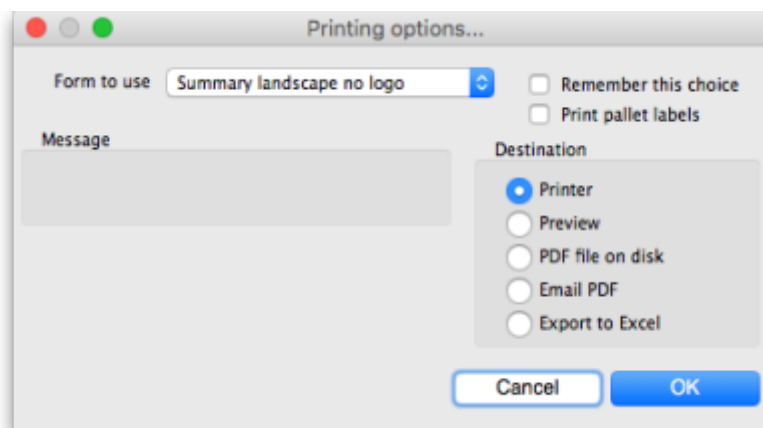 Printing options...
Form to use Summary landscape no logo
Remember this choice
Print pallet labels
Message
Destination
Printer
Preview
PDF file on disk
Email PDF
Export to Excel
Cancel OK